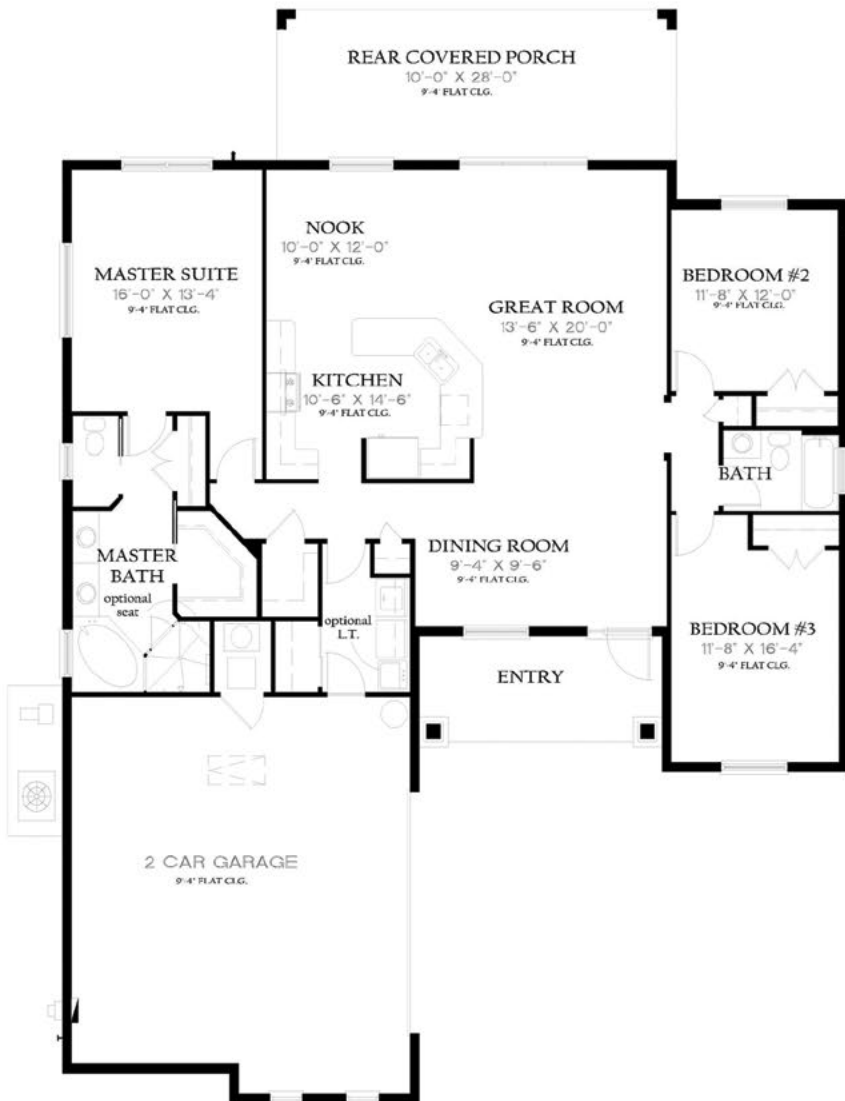 REAR COVERED PORCH
10'-0" X 28'-0"
9'-4" FLAT CLG.
NOOK
10'-0" X 12'-0"
9'-4" FLAT CLG.
MASTER SUITE
16'-0" X 13'-4"
9'-4" FLAT CLG.
BEDROOM #2
11'-8" X 12'-0"
9'-4" FLAT CLG.
GREAT ROOM
13'-6" X 20'-0"
9'-4" FLAT CLG.
KITCHEN
10'-6" X 14'-6"
9'-4" FLAT CLG.
BATH
MASTER
BATH
optional
seat
DINING ROOM
9'-4" X 9'-6"
9'-4" FLAT CLG.
optional
L.T.
BEDROOM #3
11'-8" X 16'-4"
9'-4" FLAT CLG.
ENTRY
2 CAR GARAGE
9'-4" FLAT CLG.